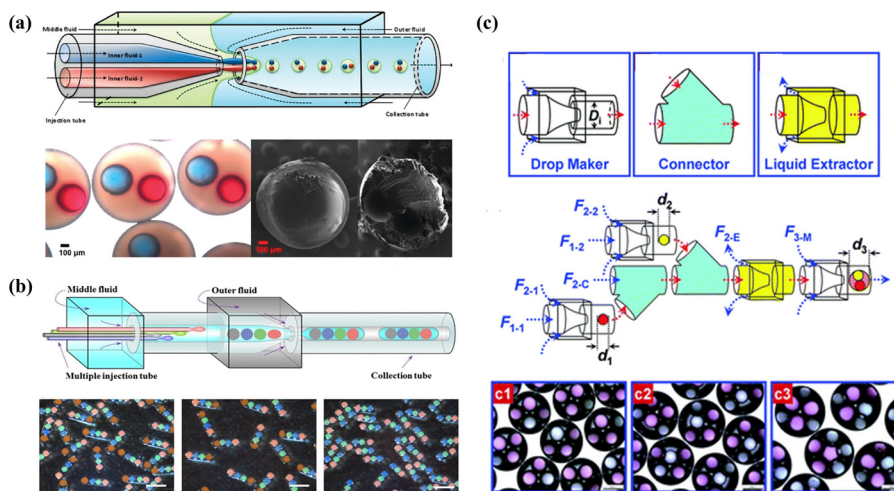 (a)
Middle fluid
Outer fluid
Inner fluid-1
Inner fluid-2
Injection tube
Collection tube
100 μm
100 μm
(b)
Middle fluid
Outer fluid
Multiple injection tube
Collection tube
(c)
D_i
Drop Maker
Connector
Liquid Extractor
F2-2
d2
F1-2
F2-E
F3-M
d3
F2-1
F2-C
F1-1
d1
c1
c2
c3